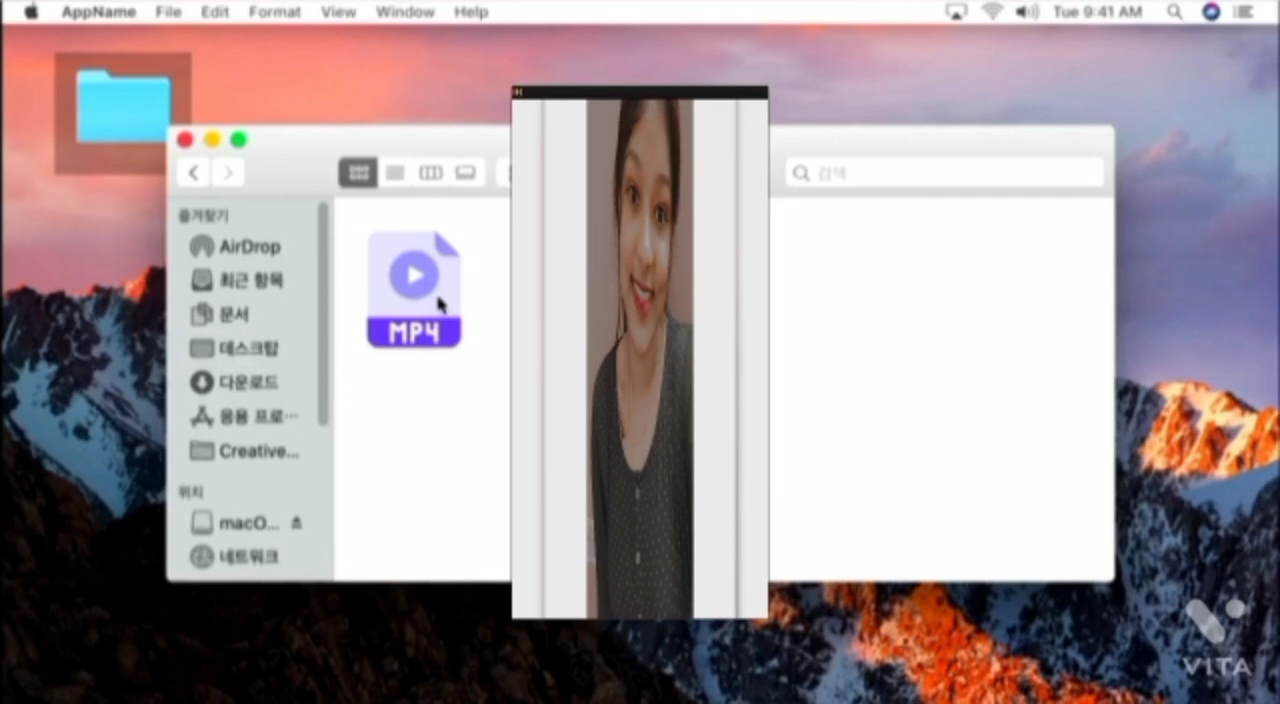 AppName File Edit Format View Window Help
Tue 9:41 AM
검색
즐겨찾기
AirDrop
최근 항목
문서
데스크탑
다운로드
응용 프로…
Creative…
위치
macO…
네트워크
MP4
VITA